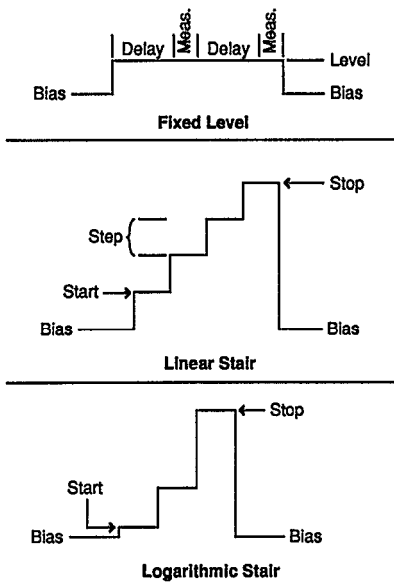 Delay Meas. Delay Meas.
Level
Bias Bias
Fixed Level
Stop
Step
Start
Bias Bias
Linear Stair
Stop
Start
Bias Bias
Logarithmic Stair